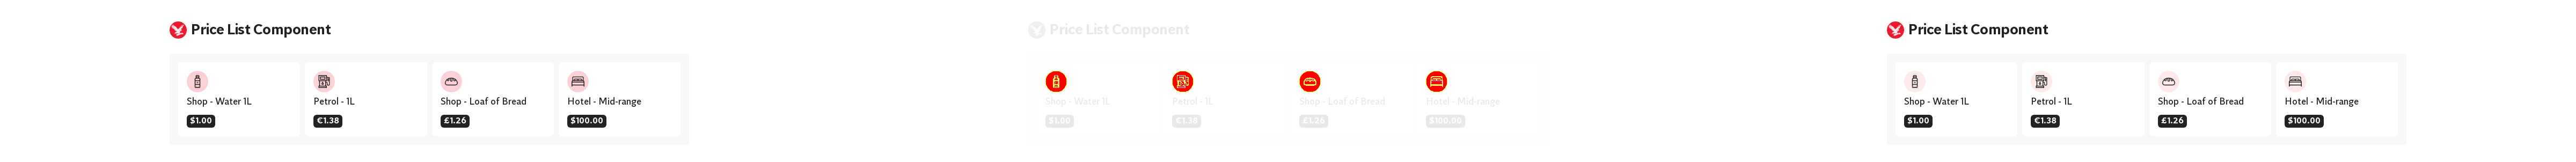 Price List Component
Shop - Water 1L
$1.00
Petrol - 1L
€1.38
Shop - Loaf of Bread
£1.26
Hotel - Mid-range
$100.00
Price List Component
Shop - Water 1L
$1.00
Petrol - 1L
€1.38
Shop - Loaf of Bread
£1.26
Hotel - Mid-range
$100.00
Price List Component
Shop - Water 1L
$1.00
Petrol - 1L
€1.38
Shop - Loaf of Bread
£1.26
Hotel - Mid-range
$100.00